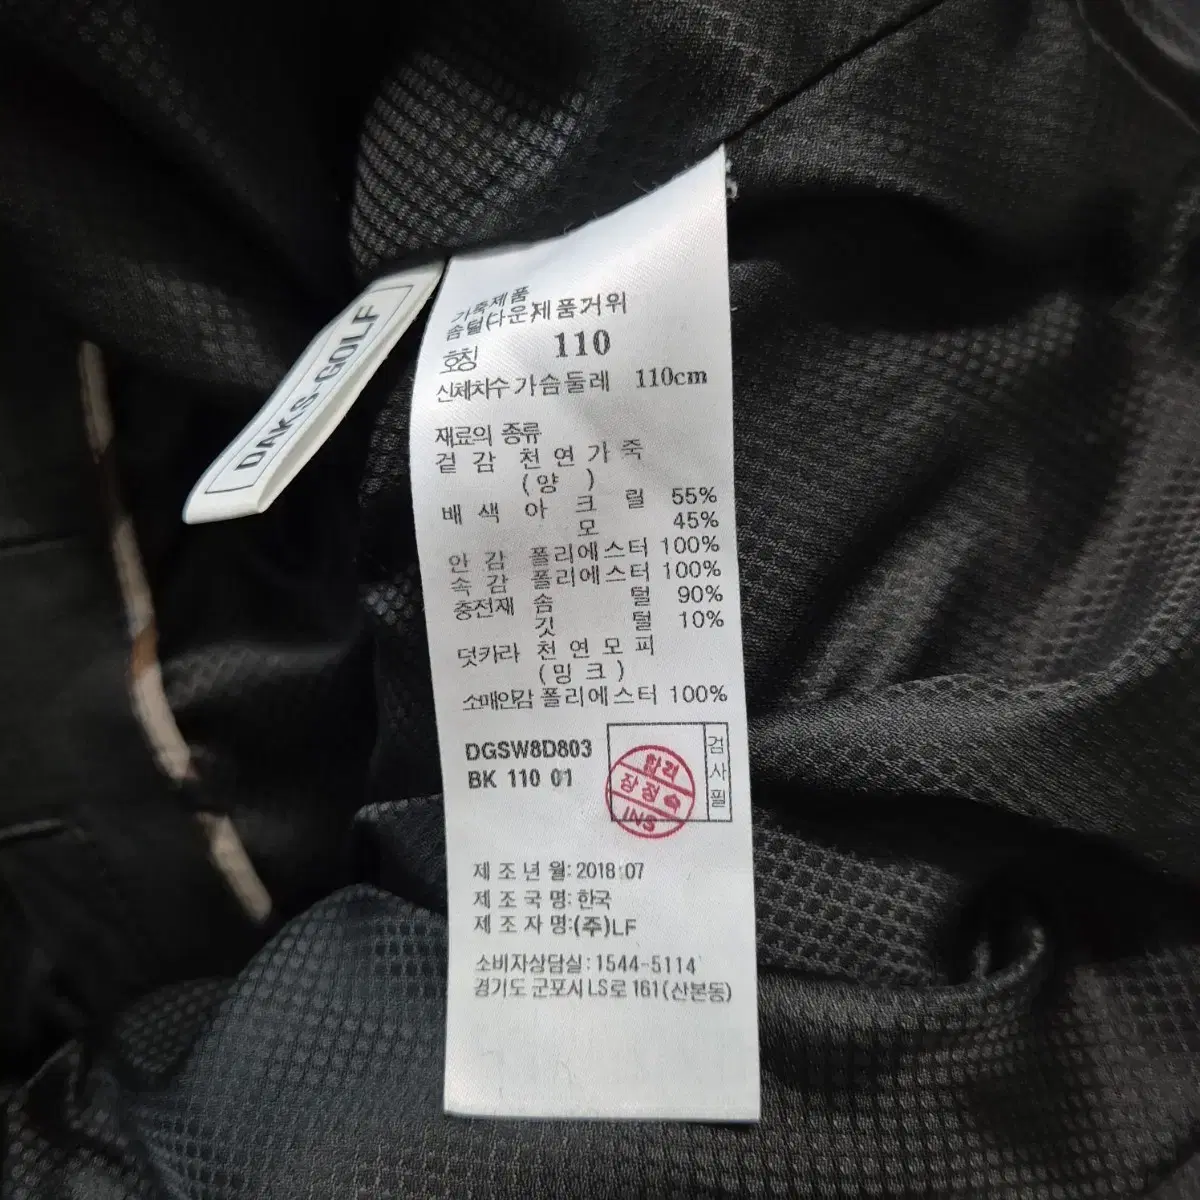 DAKS-GOLF
가죽제품
솜털(다운)제품거위
호칭 110
신체치수 가슴둘레 110cm
재료의 종류
겉감 천연가죽
(양)
배색 아크릴 55%
모 45%
안감 폴리에스터 100%
속감 폴리에스터 100%
충전재 솜털 90%
깃털 10%
덧카라 천연모피
(밍크)
소매안감 폴리에스터 100%
DGSW8D803
BK 110 01
검사필
합격
장정숙
INS
제조년월: 2018.07
제조국명: 한국
제조자명:(주)LF
소비자상담실: 1544-5114
경기도 군포시 LS로 161(산본동)